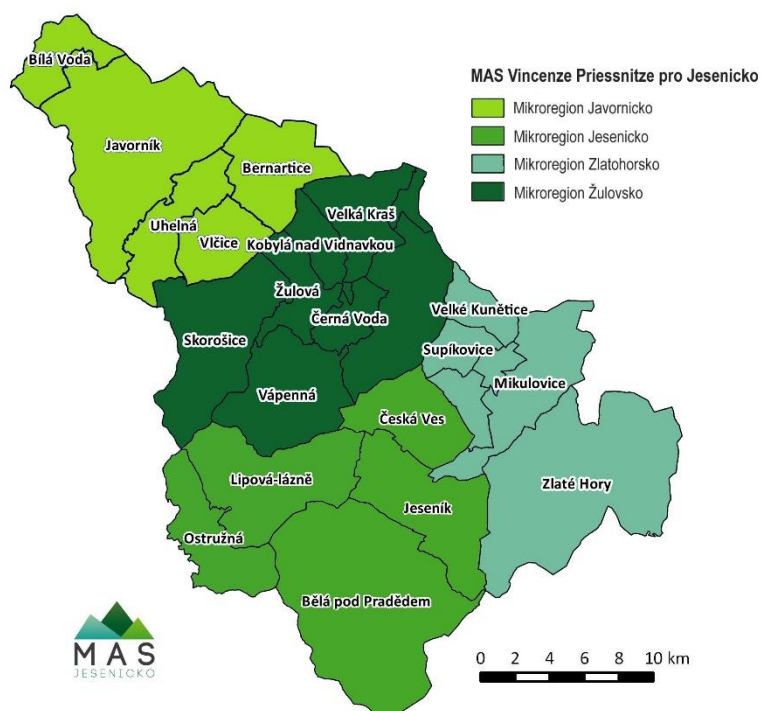 MAS Vincenze Priessnitze pro Jesenicko
Mikroregion Javornicko
Mikroregion Jesenicko
Mikroregion Zlatohorsko
Mikroregion Žulovsko
Bílá Voda
Javorník
Bernartice
Velká Kraš
Uhelná
Vlčice
Kobylá nad Vidnavkou
Žulová
Černá Voda
Velké Kunětice
Skorošice
Supíkovice
Mikulovice
Vápenná
Česká Ves
Lipová-lázně
Zlaté Hory
Jeseník
Ostružná
Bělá pod Pradědem
MAS
JESENICKO
0 2 4 6 8 10 km